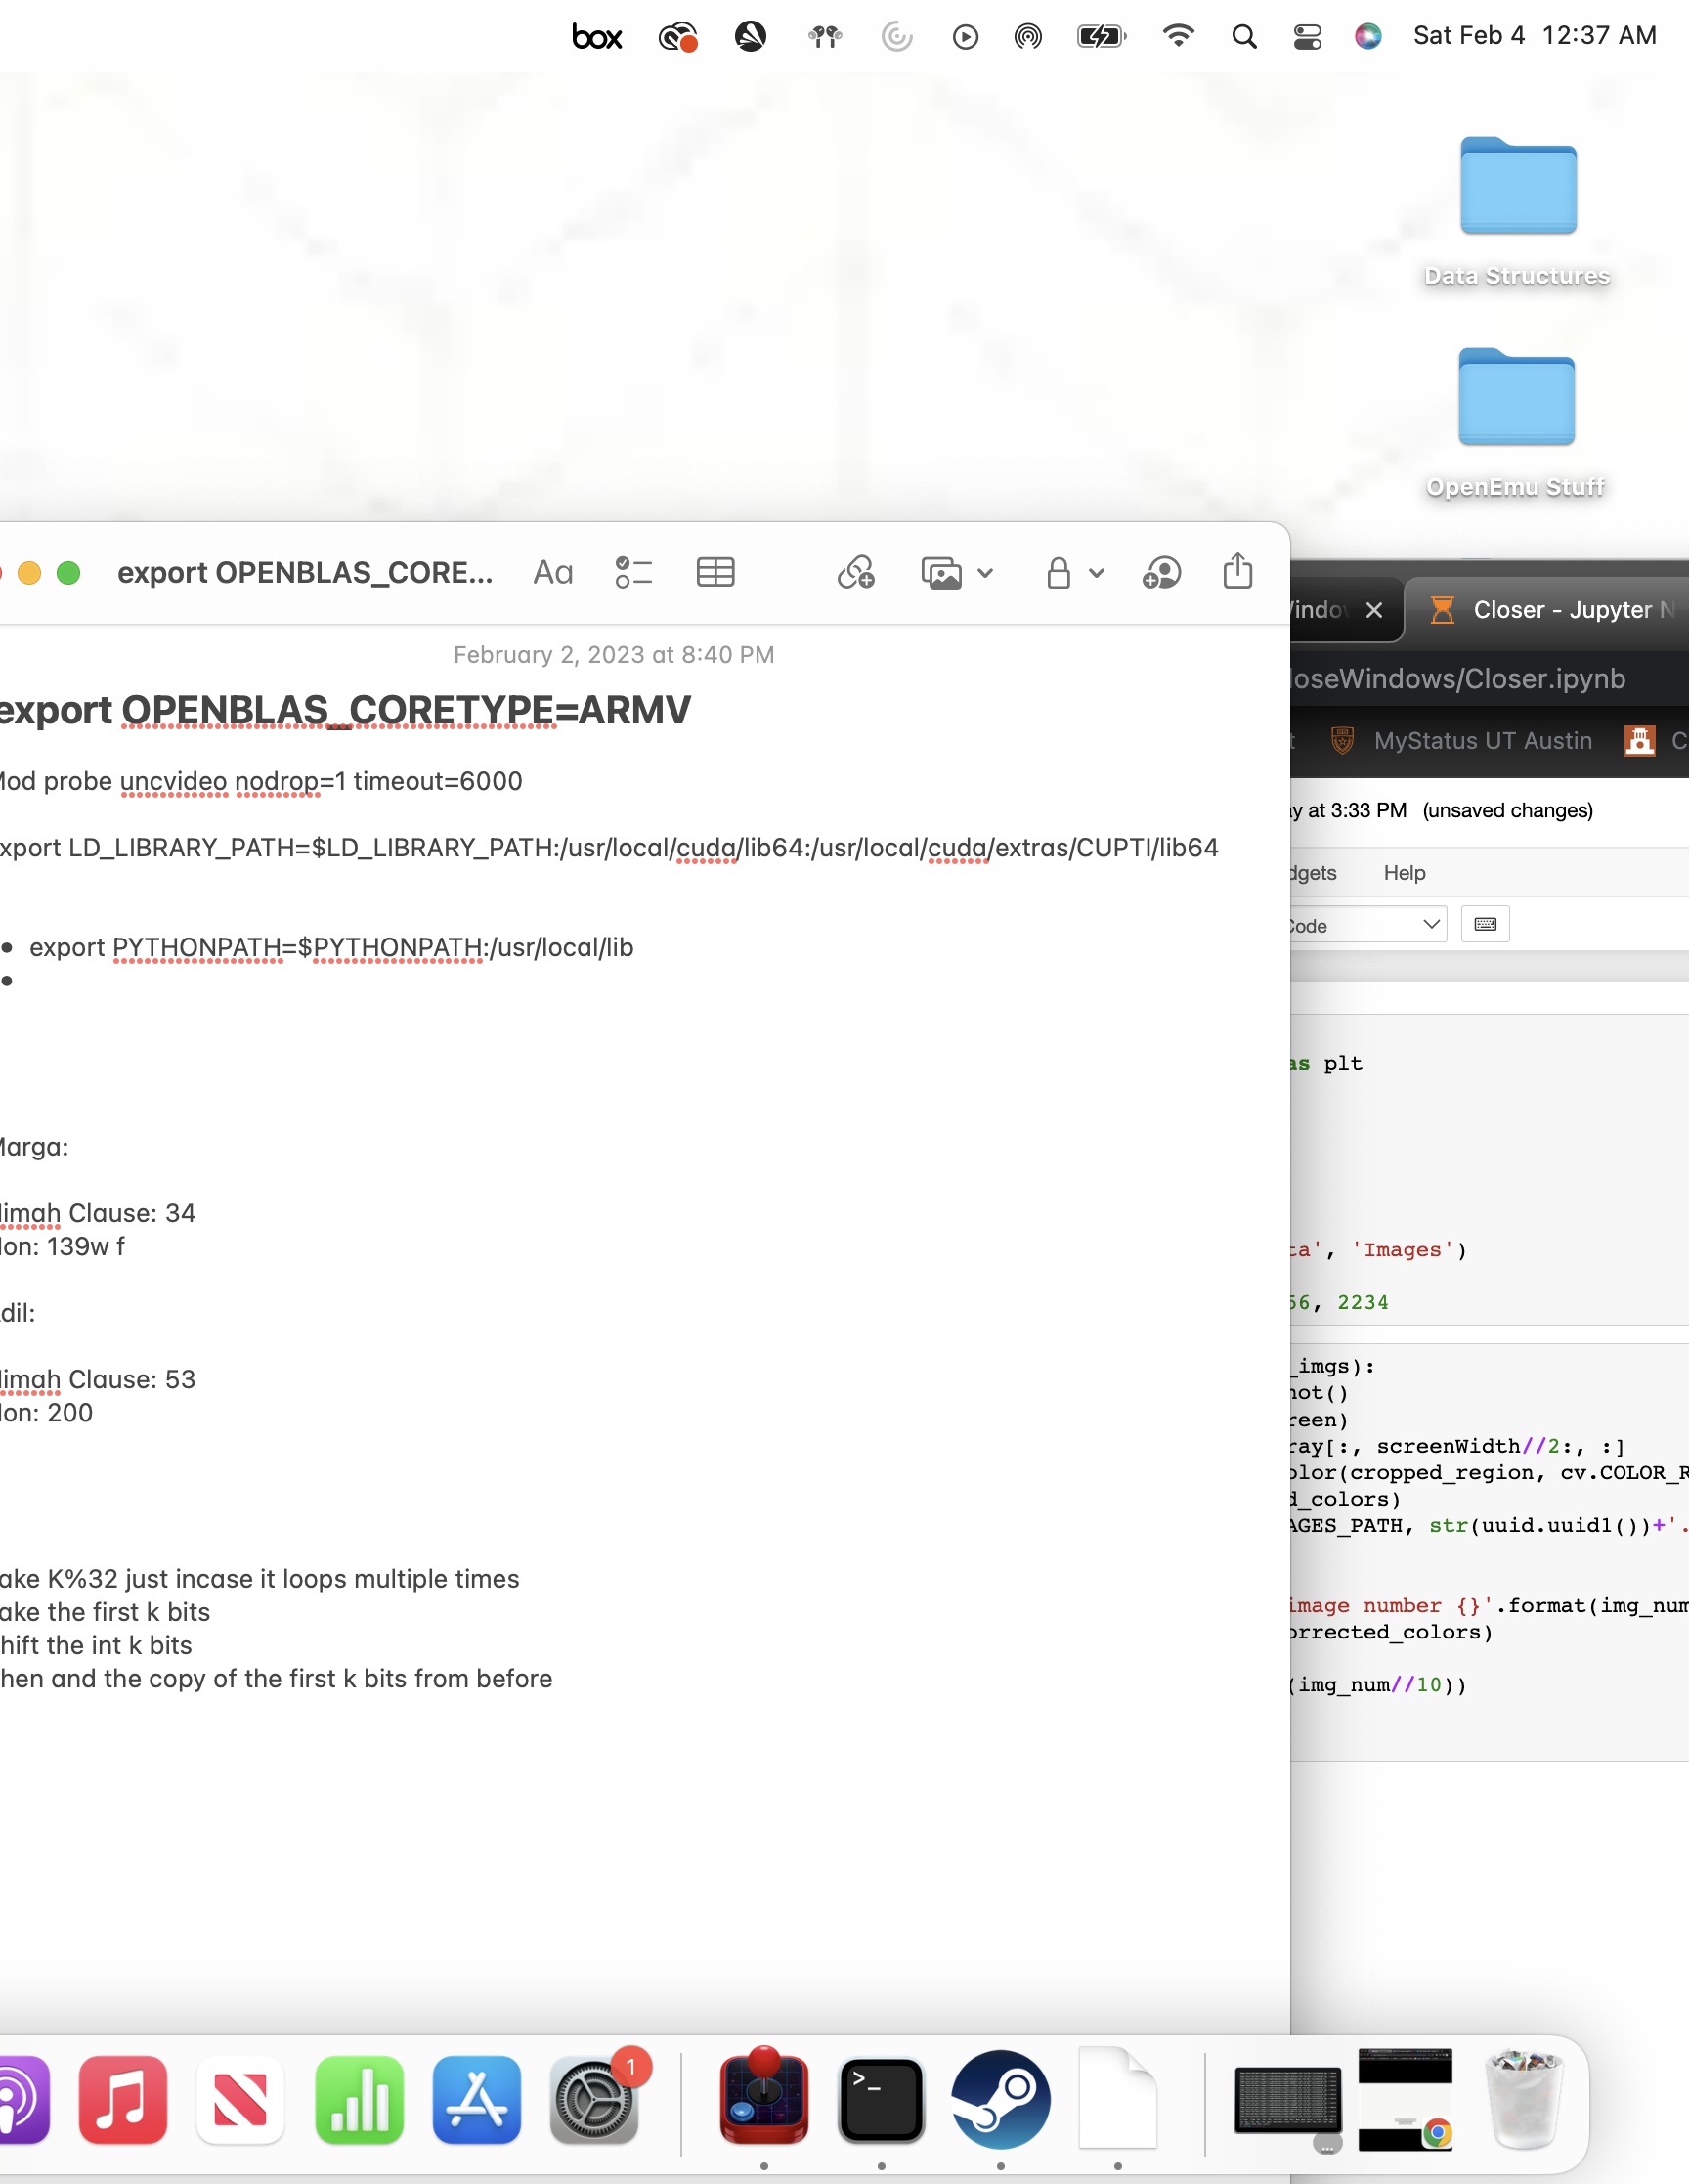 box
Sat Feb 4 12:37 AM
Data Structures
OpenEmu Stuff
export OPENBLAS_CORE...
Aa
February 2, 2023 at 8:40 PM
export OPENBLAS_CORETYPE=ARMV
Mod probe uncvideo nodrop=1 timeout=6000
xport LD_LIBRARY_PATH=$LD_LIBRARY_PATH:/usr/local/cuda/lib64:/usr/local/cuda/extras/CUPTI/lib64
• export PYTHONPATH=$PYTHONPATH:/usr/local/lib
•
Marga:
limah Clause: 34
lon: 139w f
dil:
limah Clause: 53
lon: 200
ake K%32 just incase it loops multiple times
ake the first k bits
hift the int k bits
hen and the copy of the first k bits from before
Windo
Closer - Jupyter N
loseWindows/Closer.ipynb
t MyStatus UT Austin C
ay at 3:33 PM (unsaved changes)
dgets Help
Code
as plt
ta', 'Images')
56, 2234
_imgs):
hot()
reen)
ray[:, screenWidth//2:, :]
olor(cropped_region, cv.COLOR_R
d_colors)
AGES_PATH, str(uuid.uuid1())+'.
image number {}'.format(img_num
orrected_colors)
(img_num//10))
1
>_